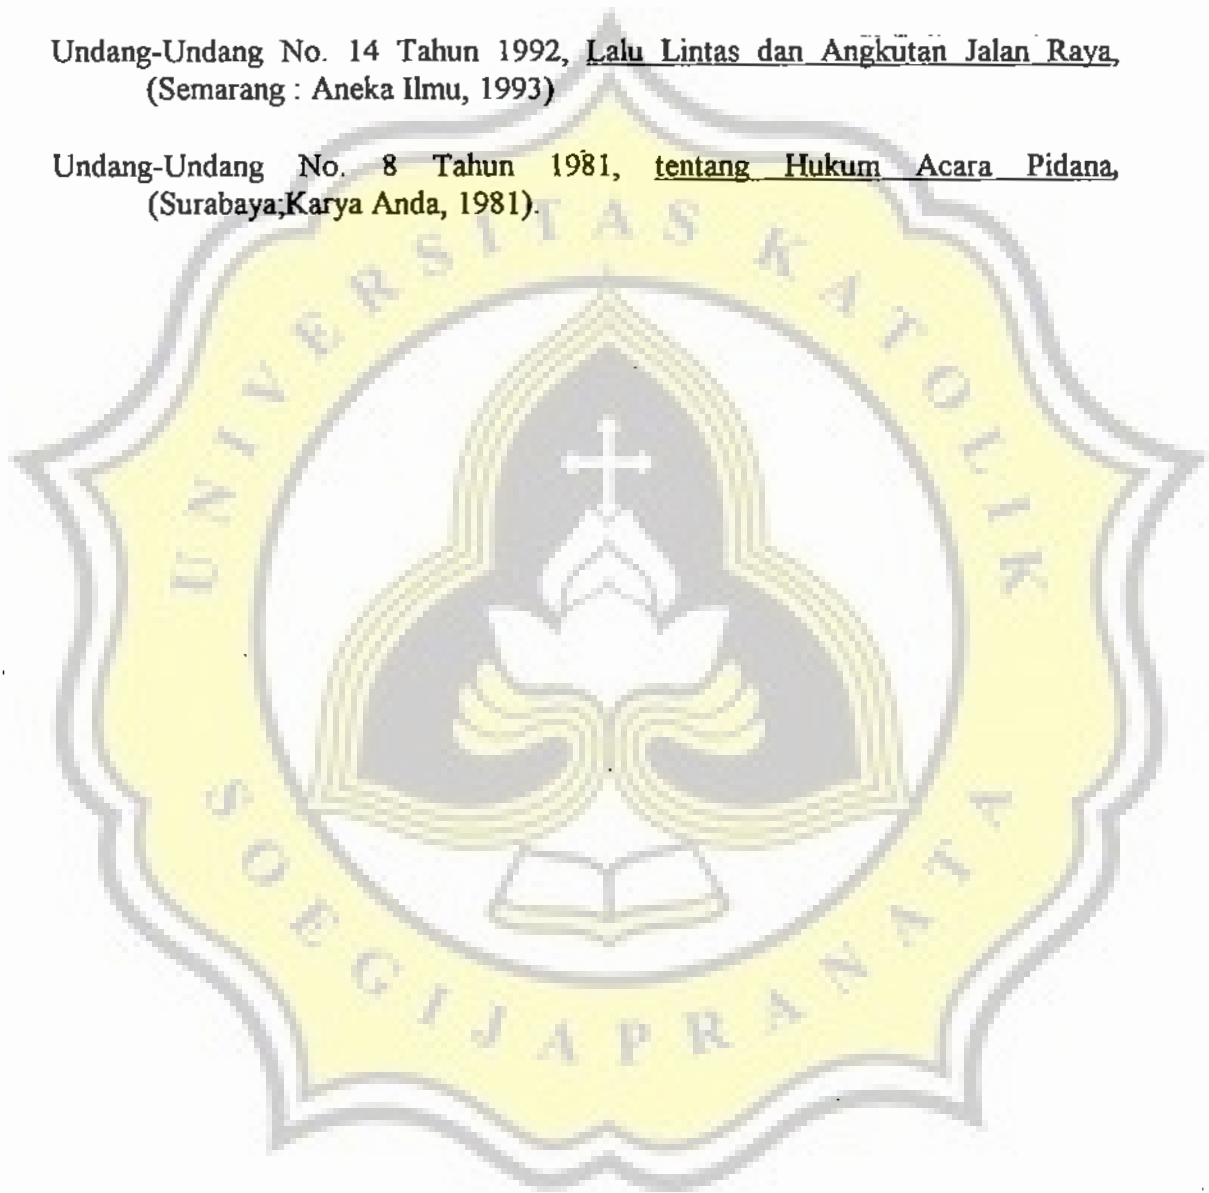 Undang-Undang No. 14 Tahun 1992, Lalu Lintas dan Angkutan Jalan Raya,
(Semarang : Aneka Ilmu, 1993)
Undang-Undang No. 8 Tahun 1981, tentang Hukum Acara Pidana,
(Surabaya;Karya Anda, 1981).
UNIVERSITAS KATOLIK
SOEGIJAPRANATA